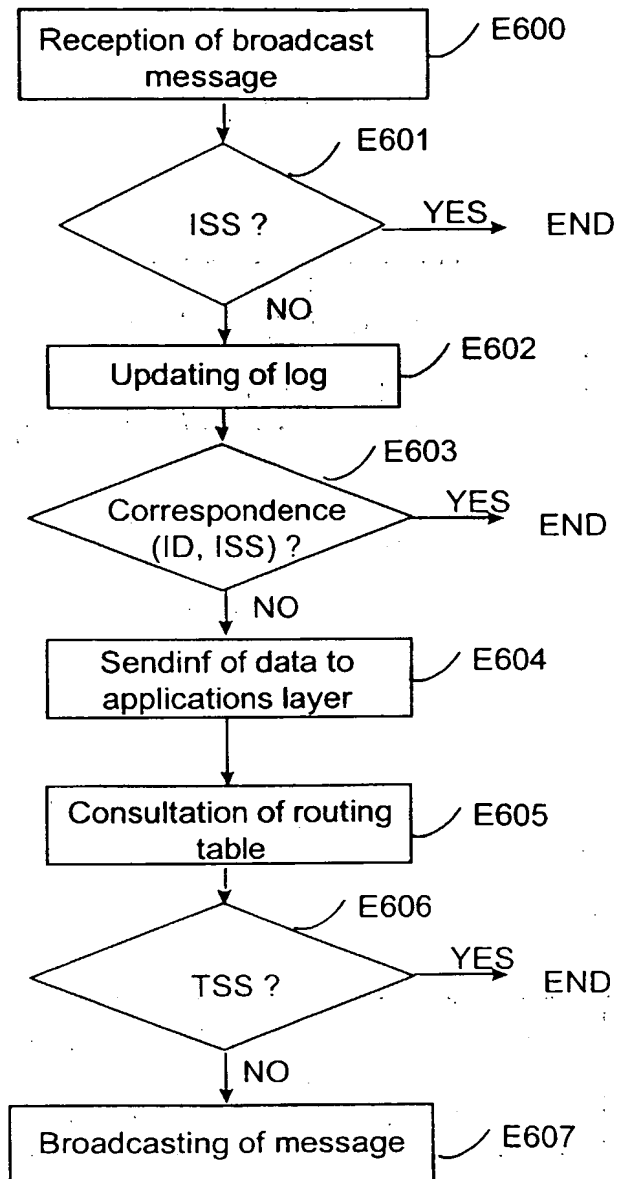 Reception of broadcast
message
E600
E601
ISS ?
YES
END
NO
Updating of log
E602
E603
Correspondence
(ID, ISS) ?
YES
END
NO
Sendinf of data to
applications layer
E604
Consultation of routing
table
E605
E606
TSS ?
YES
END
NO
Broadcasting of message
E607